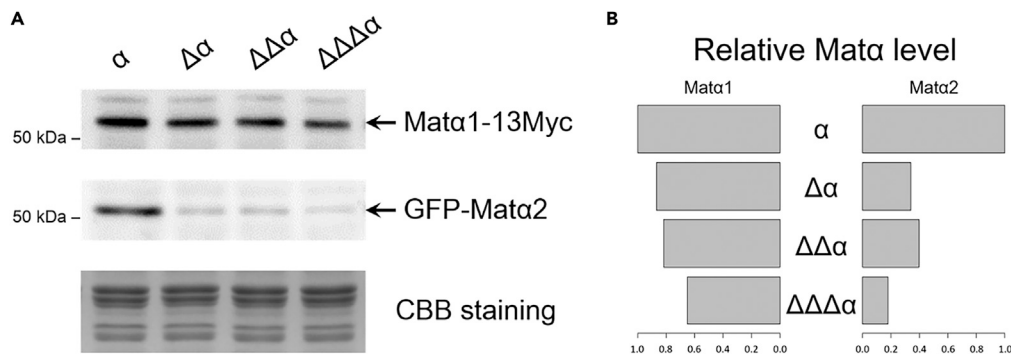 A
α Δα ΔΔα ΔΔΔα
50 kDa
Matα1-13Myc
50 kDa
GFP-Matα2
CBB staining
B
Relative Matα level
Matα1 Matα2
α
Δα
ΔΔα
ΔΔΔα
1.0 0.8 0.6 0.4 0.2 0.0 0.0 0.2 0.4 0.6 0.8 1.0